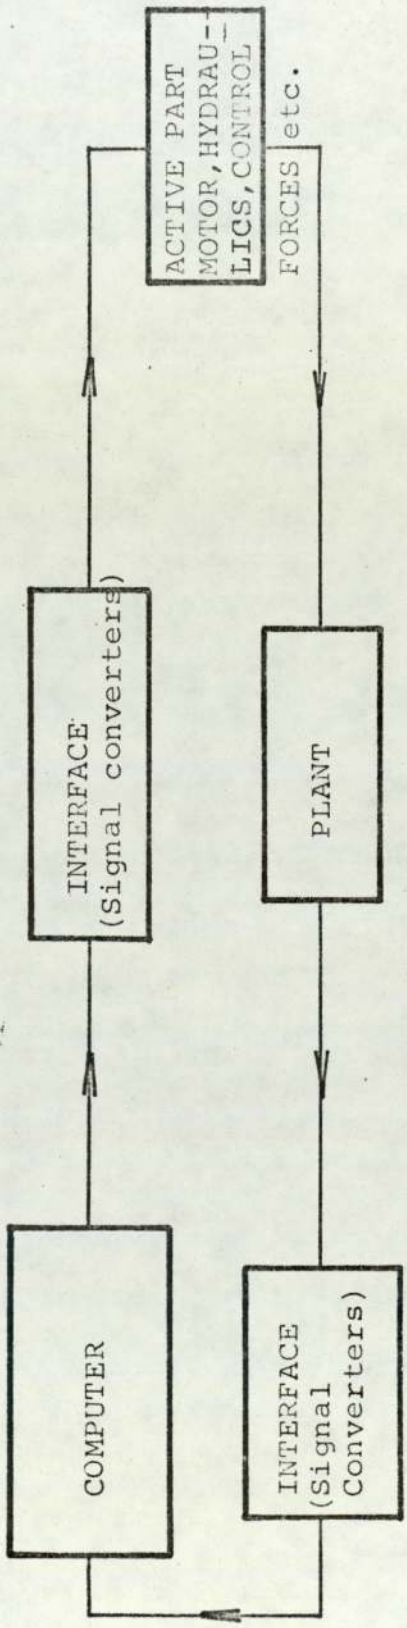 COMPUTER
INTERFACE
(Signal converters)
ACTIVE PART
MOTOR,HYDRAU-
LICS,CONTROL
FORCES etc.
PLANT
INTERFACE
(Signal
Converters)